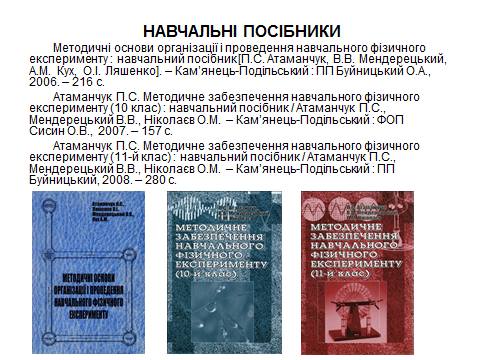 НАВЧАЛЬНІ ПОСІБНИКИ
Методичні основи організації і проведення навчального фізичного
експерименту : навчальний посібник[П.С. Атаманчук, В.В. Мендерецький,
А.М. Кух, О.І. Ляшенко]. – Кам’янець-Подільський : ПП Буйницький О.А.,
2006. – 216 с.
Атаманчук П.С. Методичне забезпечення навчального фізичного
експерименту (10 клас) : навчальний посібник / Атаманчук П.С.,
Мендерецький В.В., Ніколаєв О.М. – Кам’янець-Подільський : ФОП
Сисин О.В., 2007. – 157 с.
Атаманчук П.С. Методичне забезпечення навчального фізичного
експерименту (11-й клас) : навчальний посібник / Атаманчук П.С.,
Мендерецький В.В., Ніколаєв О.М. – Кам’янець-Подільський : ПП
Буйницький, 2008. – 280 с.
Атаманчук П.С.,
Ляшенко О.І.,
Мендерецький В.В.,
Кух А.М.
МЕТОДИЧНІ ОСНОВИ
ОРГАНІЗАЦІЇ І ПРОВЕДЕННЯ
НАВЧАЛЬНОГО ФІЗИЧНОГО
ЕКСПЕРИМЕНТУ
МЕТОДИЧНЕ
ЗАБЕЗПЕЧЕННЯ
НАВЧАЛЬНОГО
ФІЗИЧНОГО
ЕКСПЕРИМЕНТУ
(10-й клас)
МЕТОДИЧНЕ
ЗАБЕЗПЕЧЕННЯ
НАВЧАЛЬНОГО
ФІЗИЧНОГО
ЕКСПЕРИМЕНТУ
(11-й клас)